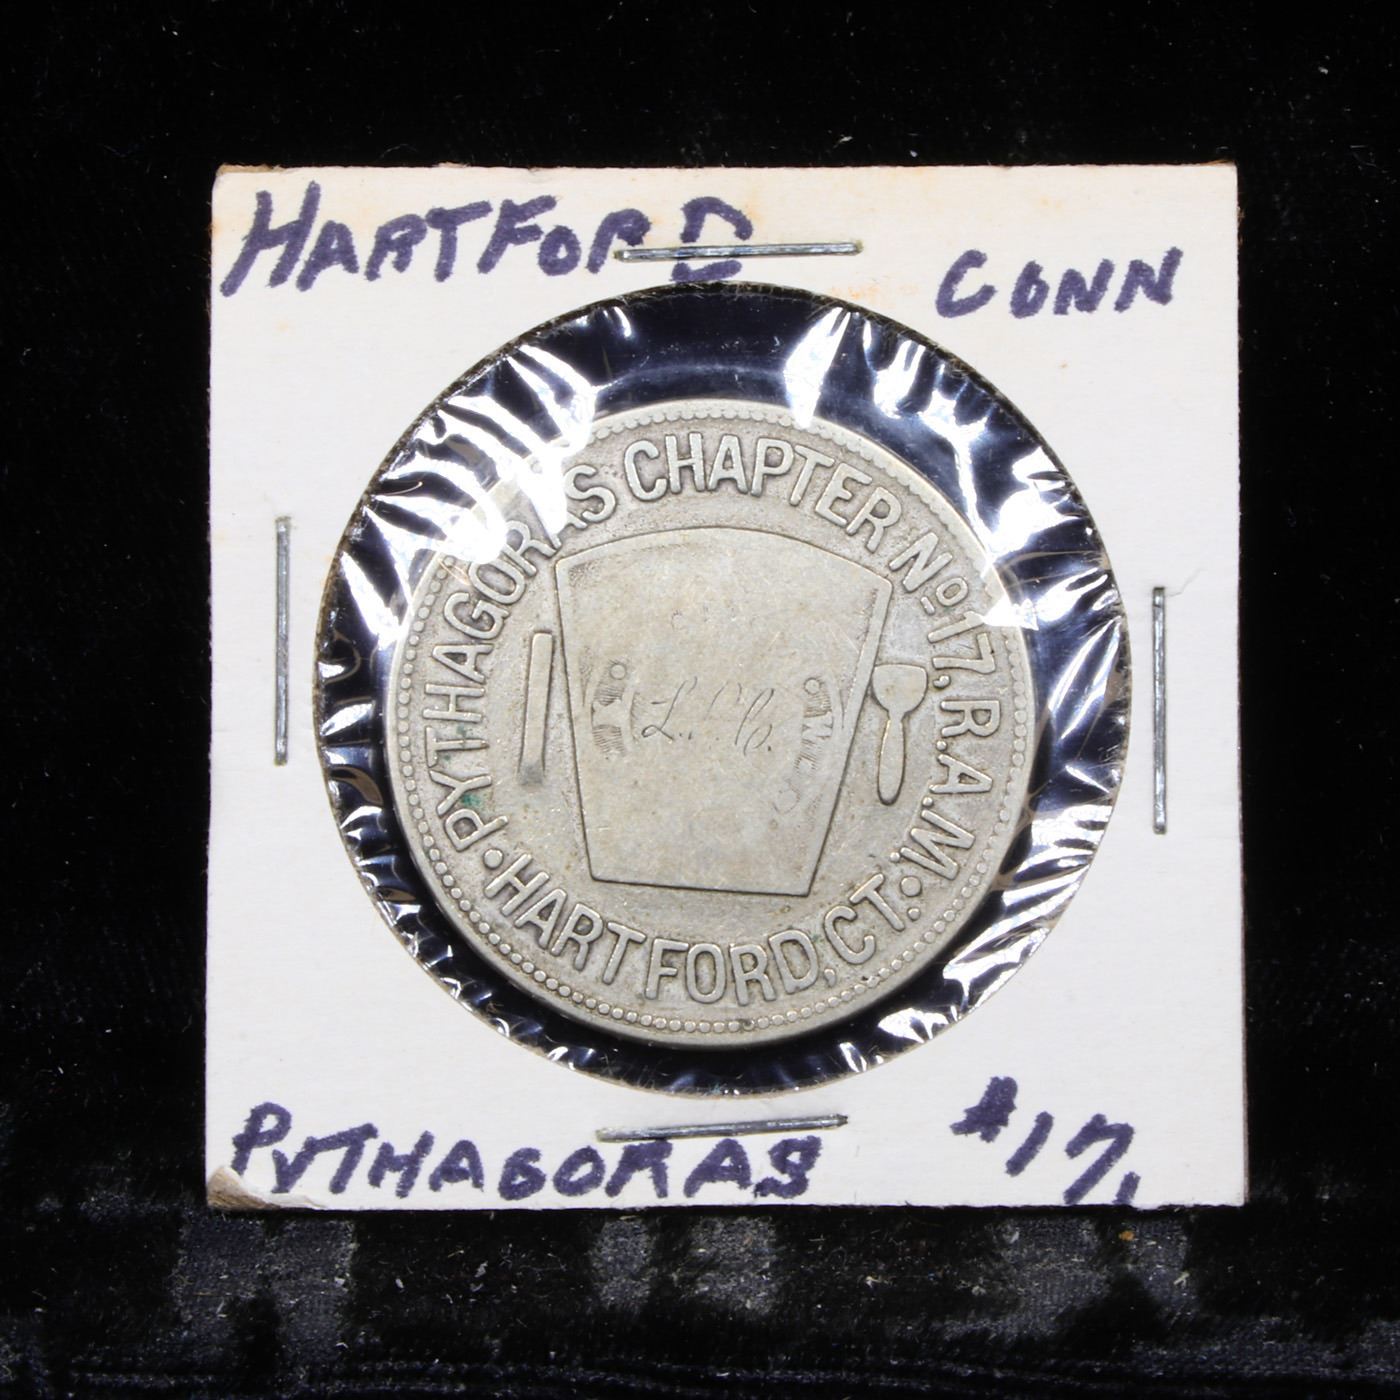 HARTFORD CONN
PYTHAGORAS CHAPTER No 17, R.A.M.
HARTFORD, CT.
PYTHAGORAS #17